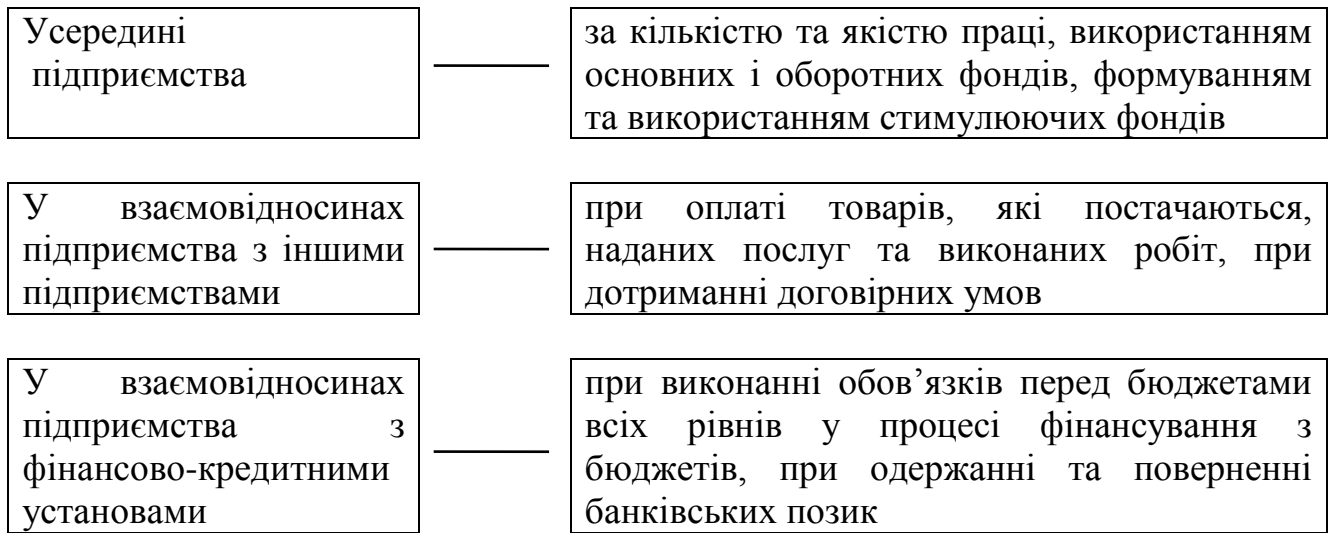 Усередині
підприємства
за кількістю та якістю праці, використанням
основних і оборотних фондів, формуванням
та використанням стимулюючих фондів
У взаємовідносинах
підприємства з іншими
підприємствами
при оплаті товарів, які постачаються,
наданих послуг та виконаних робіт, при
дотриманні договірних умов
У взаємовідносинах
підприємства з
фінансово-кредитними
установами
при виконанні обов’язків перед бюджетами
всіх рівнів у процесі фінансування з
бюджетів, при одержанні та поверненні
банківських позик